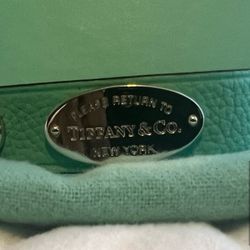 PLEASE RETURN TO
TIFFANY & CO.
NEW YORK